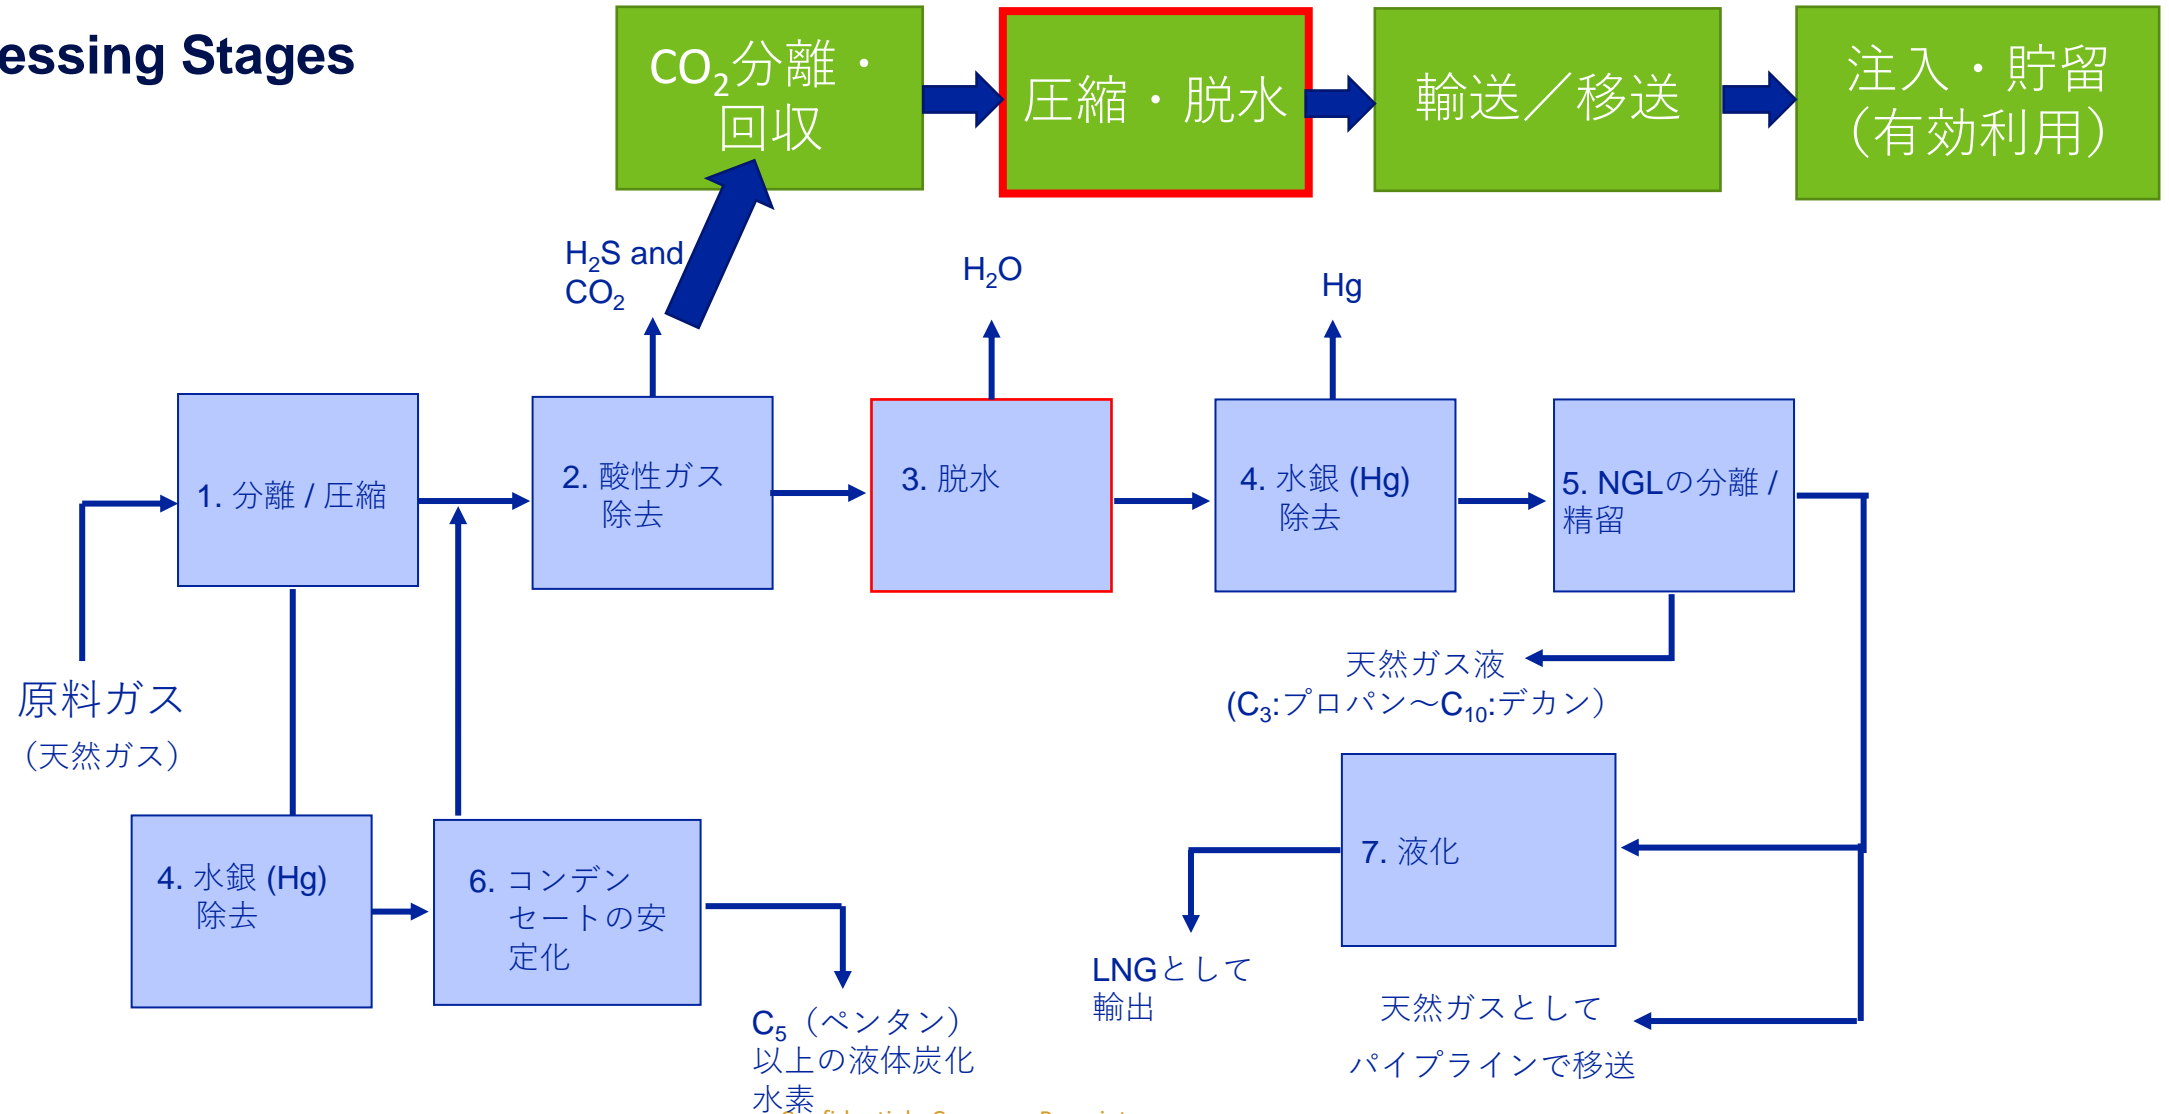 essing Stages
CO₂分離・
回収
圧縮・脱水
輸送／移送
注入・貯留
（有効利用）
H₂S and
CO₂
H₂O
Hg
1. 分離 / 圧縮
2. 酸性ガス
除去
3. 脱水
4. 水銀 (Hg)
除去
5. NGLの分離 /
精留
原料ガス
（天然ガス）
天然ガス液
(C₃:プロパン～C₁₀:デカン）
4. 水銀 (Hg)
除去
6. コンデン
セートの安
定化
7. 液化
C₅（ペンタン）
以上の液体炭化
水素
LNGとして
輸出
天然ガスとして
パイプラインで移送